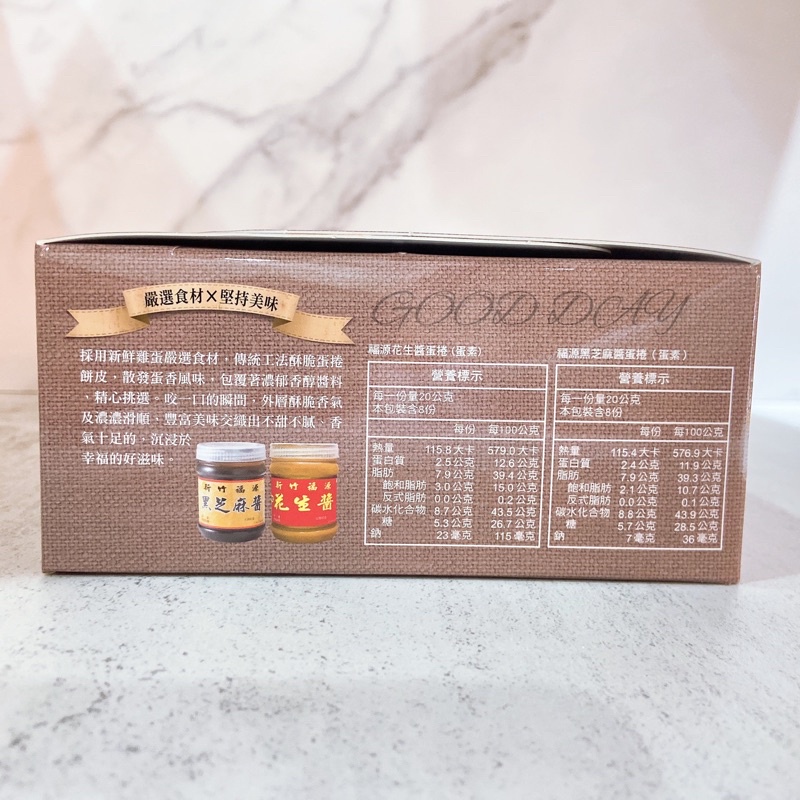 嚴選食材×堅持美味
採用新鮮雞蛋嚴選食材，傳統工法酥脆蛋捲
餅皮、散發蛋香風味，包覆著濃郁香醇醬料
、精心挑選。咬一口的瞬間，外層酥脆香氣
及濃濃滑順、豐富美味交織出不甜不膩、香
氣十足的，沉浸於
幸福的好滋味。
新竹福源
黑芝麻醬
新竹福源
花生醬
GOOD DAY
福源花生醬蛋捲（蛋素）
營養標示
每一份量20公克
本包裝含8份
每份 每100公克
熱量 115.8大卡 579.0大卡
蛋白質 2.5公克 12.6公克
脂肪 7.9公克 39.4公克
飽和脂肪 3.0公克 15.0公克
反式脂肪 0.0公克 0.2公克
碳水化合物 8.7公克 43.5公克
糖 5.3公克 26.7公克
鈉 23毫克 115毫克
福源黑芝麻醬蛋捲（蛋素）
營養標示
每一份量20公克
本包裝含8份
每份 每100公克
熱量 115.4大卡 576.9大卡
蛋白質 2.4公克 11.9公克
脂肪 7.9公克 39.3公克
飽和脂肪 2.1公克 10.7公克
反式脂肪 0.0公克 0.1公克
碳水化合物 8.8公克 43.9公克
糖 5.7公克 28.5公克
鈉 7毫克 36毫克